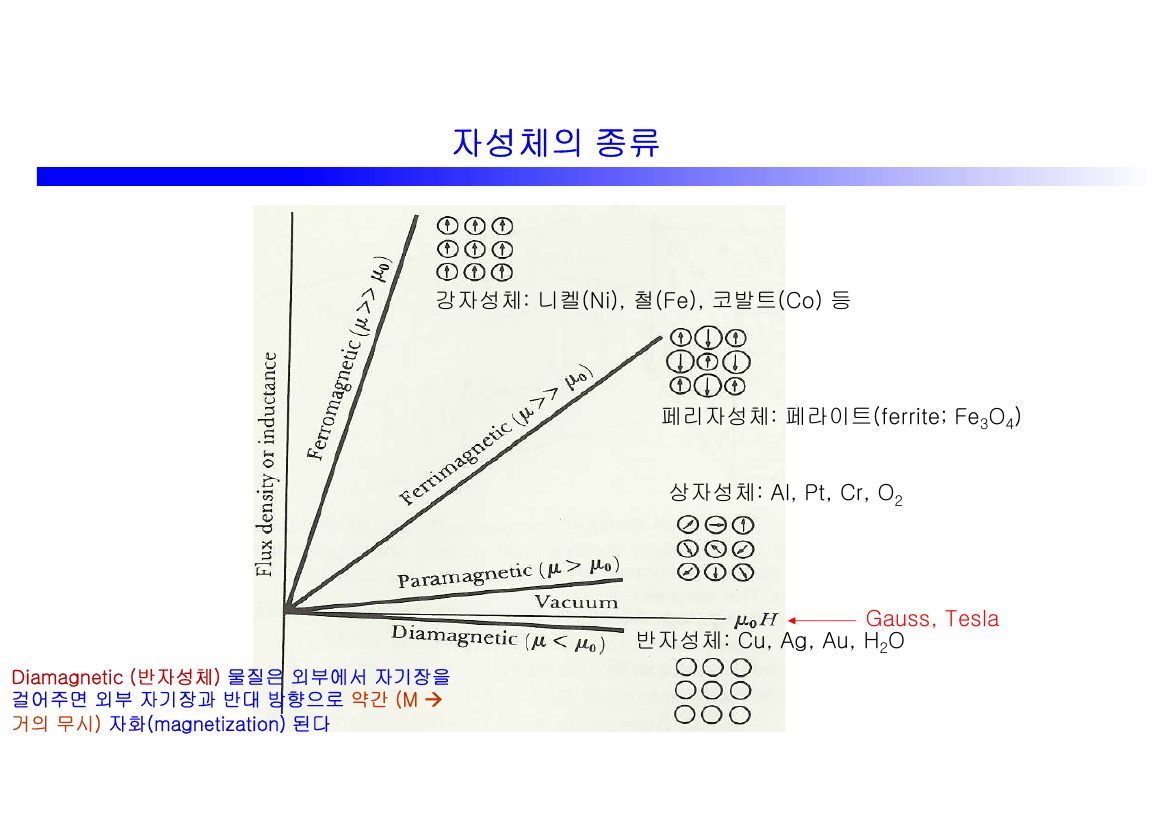 자성체의 종류
강자성체: 니켈(Ni), 철(Fe), 코발트(Co) 등
Ferromagnetic (μ >> μ₀)
Flux density or inductance
Ferrimagnetic (μ >> μ₀)
페리자성체: 페라이트(ferrite; Fe₃O₄)
상자성체: Al, Pt, Cr, O₂
Paramagnetic (μ > μ₀)
Vacuum
μ₀H
Gauss, Tesla
Diamagnetic (μ < μ₀)
반자성체: Cu, Ag, Au, H₂O
Diamagnetic (반자성체) 물질은 외부에서 자기장을
걸어주면 외부 자기장과 반대 방향으로 약간 (M →
거의 무시) 자화(magnetization) 된다